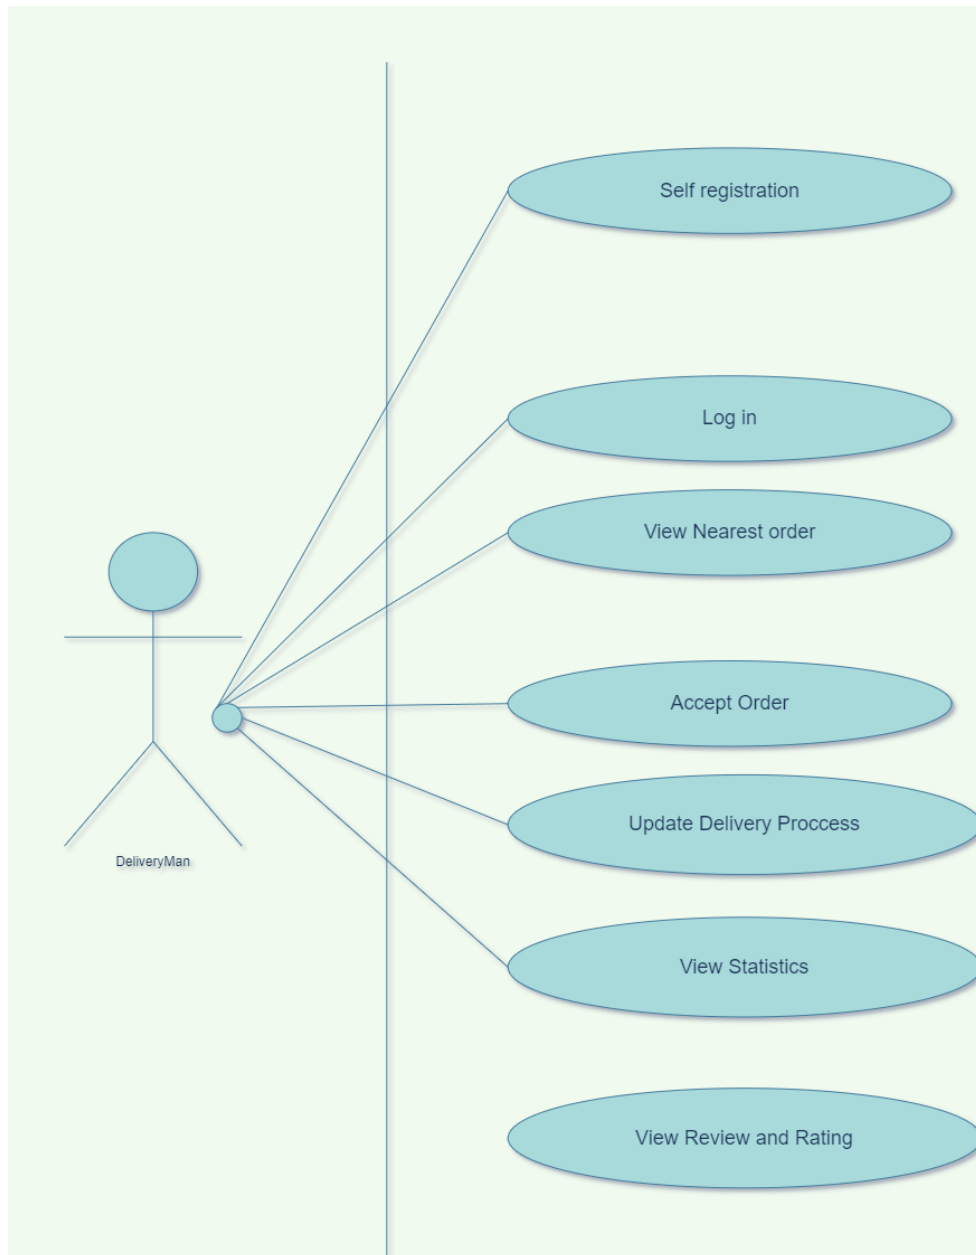 Self registration
Log in
View Nearest order
Accept Order
Update Delivery Proccess
DeliveryMan
View Statistics
View Review and Rating